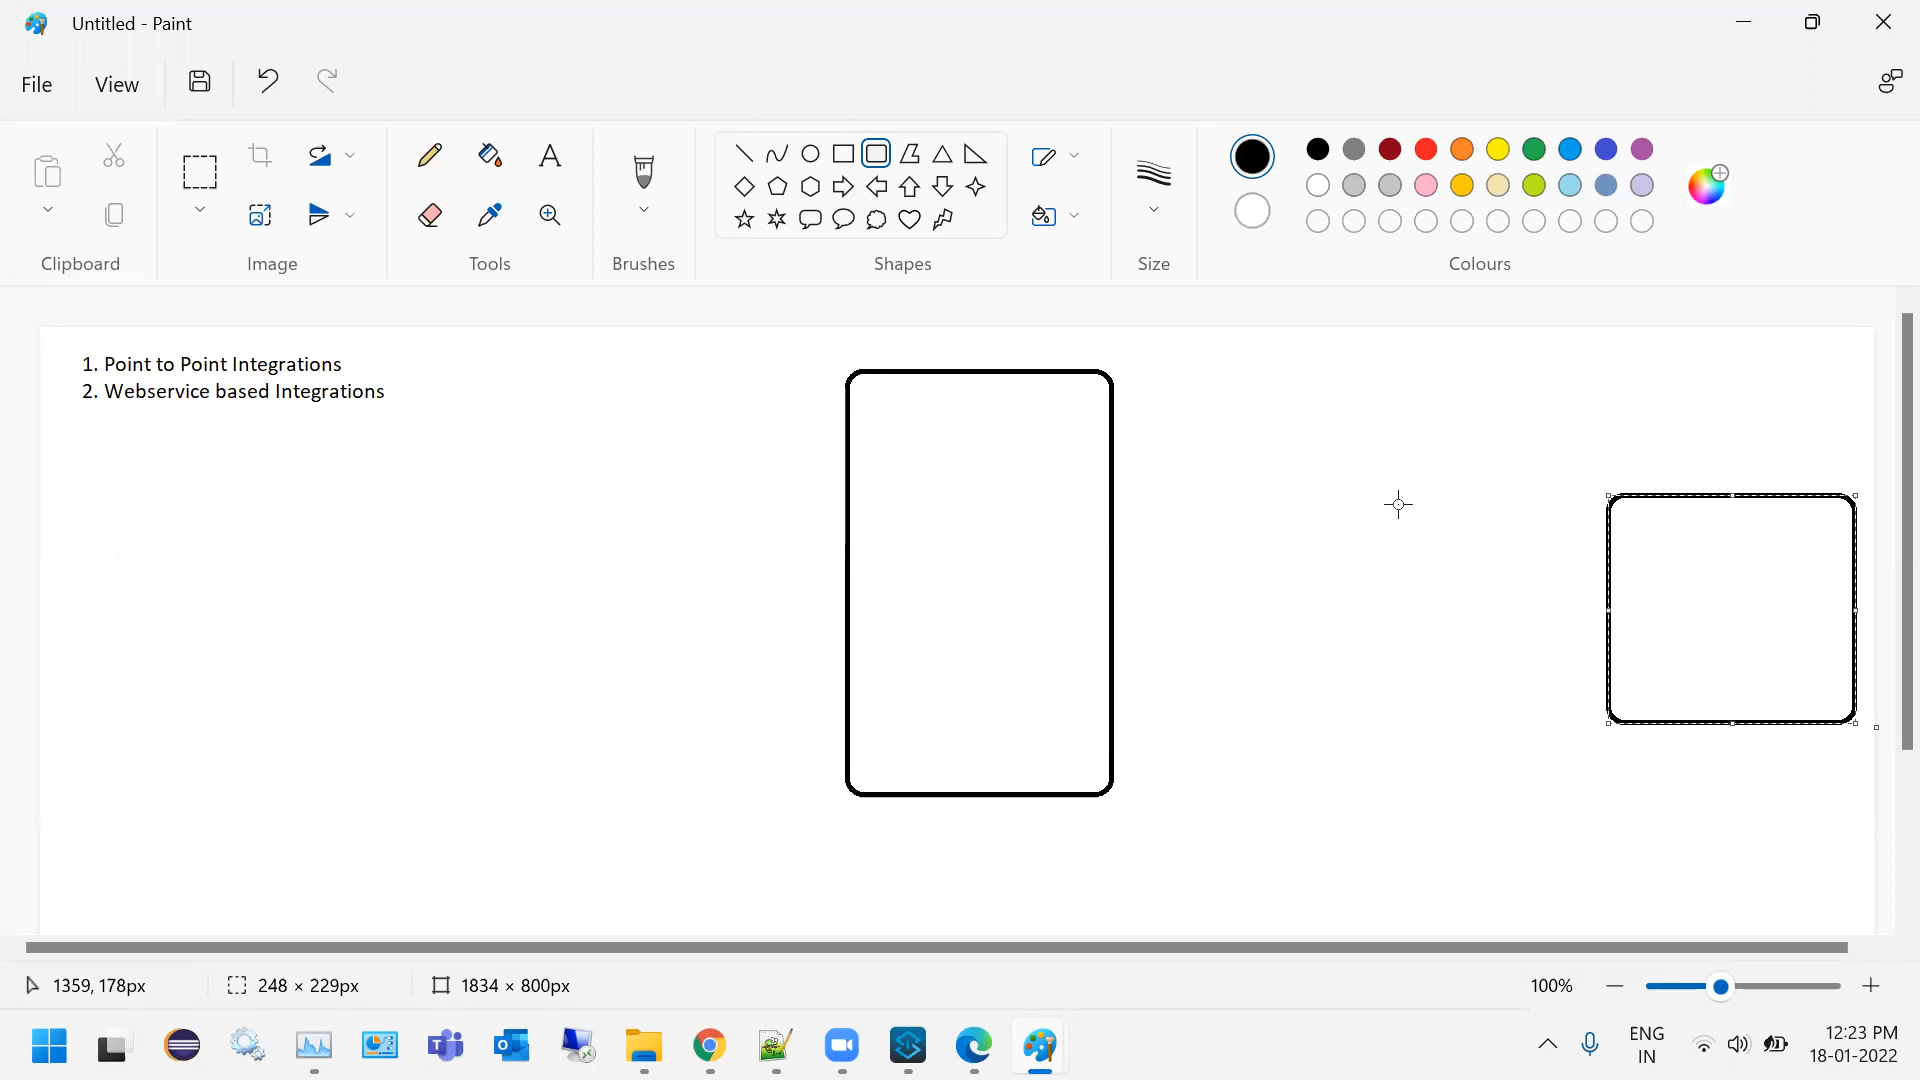 Untitled - Paint
File
View
Clipboard
Image
Tools
Brushes
Shapes
Size
Colours
1. Point to Point Integrations
2. Webservice based Integrations
1359, 178px
248 × 229px
1834 × 800px
100%
ENG
IN
12:23 PM
18-01-2022